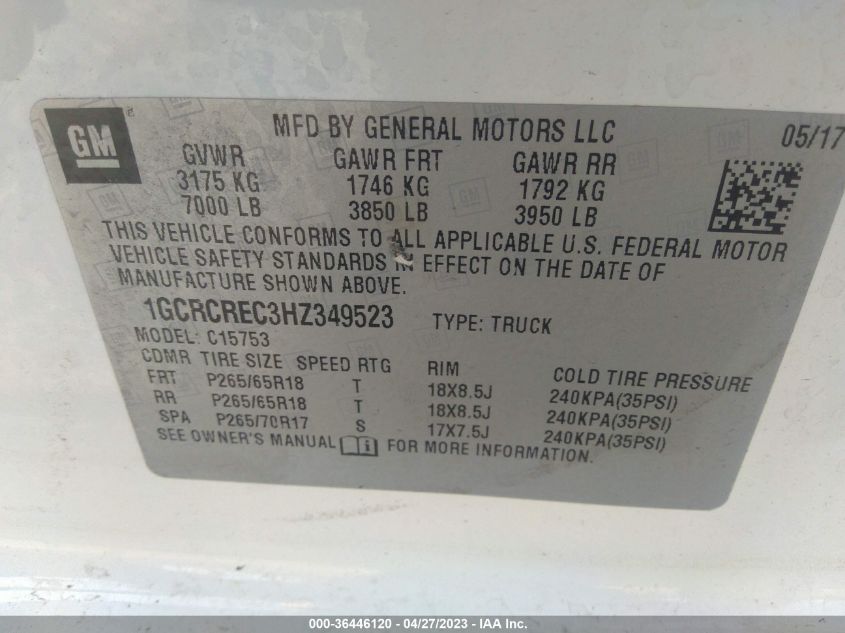 GM
MFD BY GENERAL MOTORS LLC 05/17
GVWR GAWR FRT GAWR RR
3175 KG 1746 KG 1792 KG
7000 LB 3850 LB 3950 LB
THIS VEHICLE CONFORMS TO ALL APPLICABLE U.S. FEDERAL MOTOR
VEHICLE SAFETY STANDARDS IN EFFECT ON THE DATE OF
MANUFACTURE SHOWN ABOVE.
1GCRCREC3HZ349523 TYPE: TRUCK
MODEL: C15753
CDMR TIRE SIZE SPEED RTG RIM COLD TIRE PRESSURE
FRT P265/65R18 T 18X8.5J 240KPA(35PSI)
RR P265/65R18 T 18X8.5J 240KPA(35PSI)
SPA P265/70R17 S 17X7.5J 240KPA(35PSI)
SEE OWNER'S MANUAL FOR MORE INFORMATION.
000-36446120 - 04/27/2023 - IAA Inc.